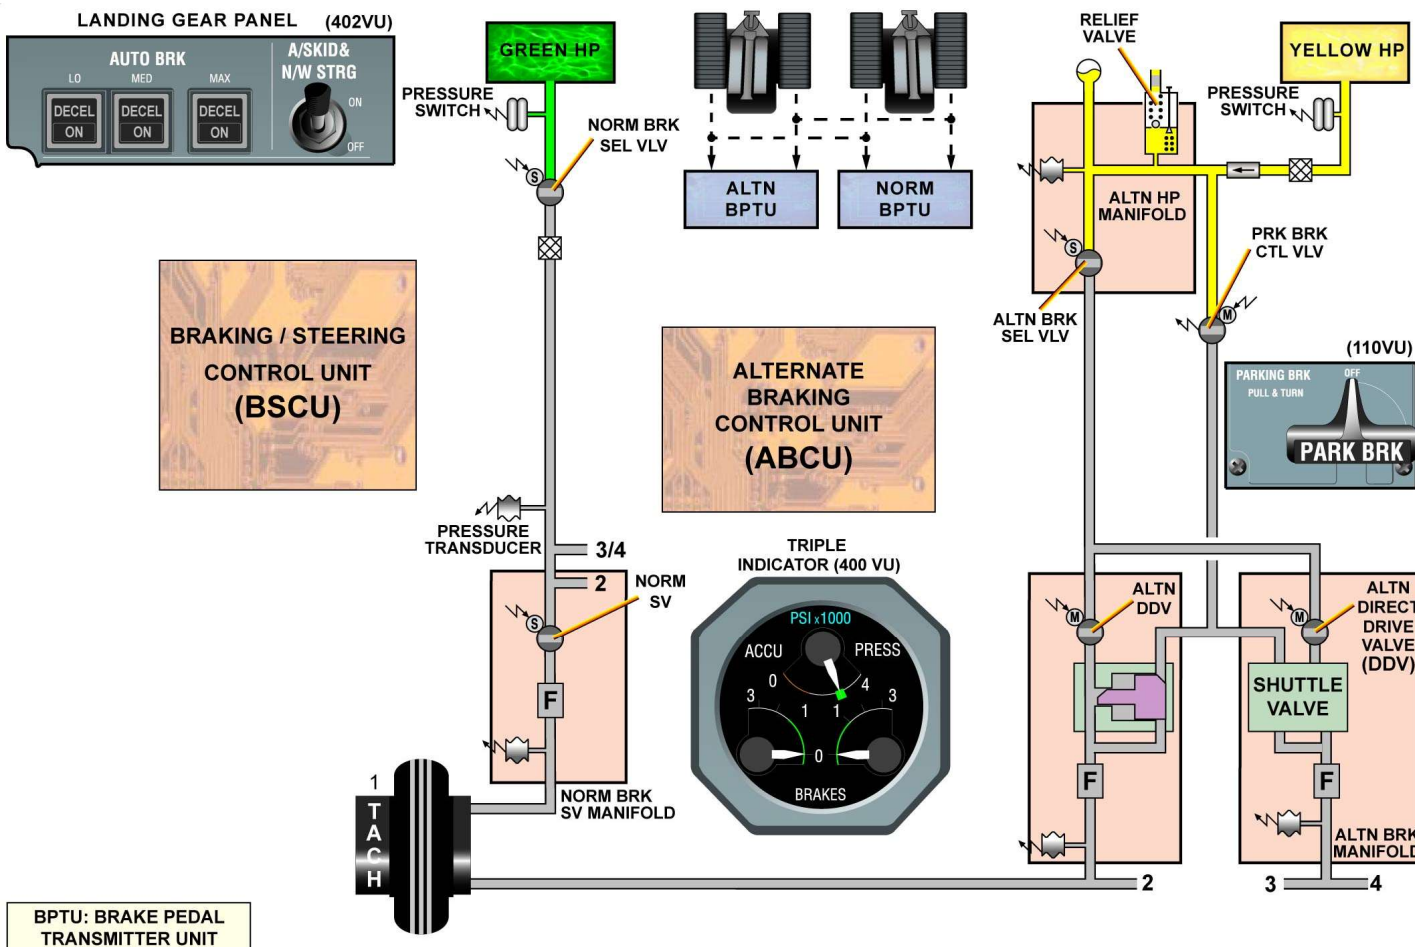 LANDING GEAR PANEL (402VU)
AUTO BRK
LO MED MAX
DECEL
ON
DECEL
ON
DECEL
ON
A/SKID&
N/W STRG
ON
OFF
GREEN HP
PRESSURE
SWITCH
NORM BRK
SEL VLV
S
ALTN
BPTU
NORM
BPTU
RELIEF
VALVE
YELLOW HP
PRESSURE
SWITCH
ALTN HP
MANIFOLD
S
PRK BRK
CTL VLV
M
ALTN BRK
SEL VLV
BRAKING / STEERING
CONTROL UNIT
(BSCU)
ALTERNATE
BRAKING
CONTROL UNIT
(ABCU)
(110VU)
PARKING BRK
PULL & TURN
OFF
PARK BRK
PRESSURE
TRANSDUCER
3/4
2
NORM
SV
S
F
NORM BRK
SV MANIFOLD
TRIPLE
INDICATOR (400 VU)
PSI x1000
ACCU PRESS
0 4
3 1 1 3
0
BRAKES
ALTN
DDV
M
F
ALTN
DIRECT
DRIVE
VALVE
(DDV)
M
SHUTTLE
VALVE
F
ALTN BRK
MANIFOLD
2
3 4
1
TACH
BPTU: BRAKE PEDAL
TRANSMITTER UNIT